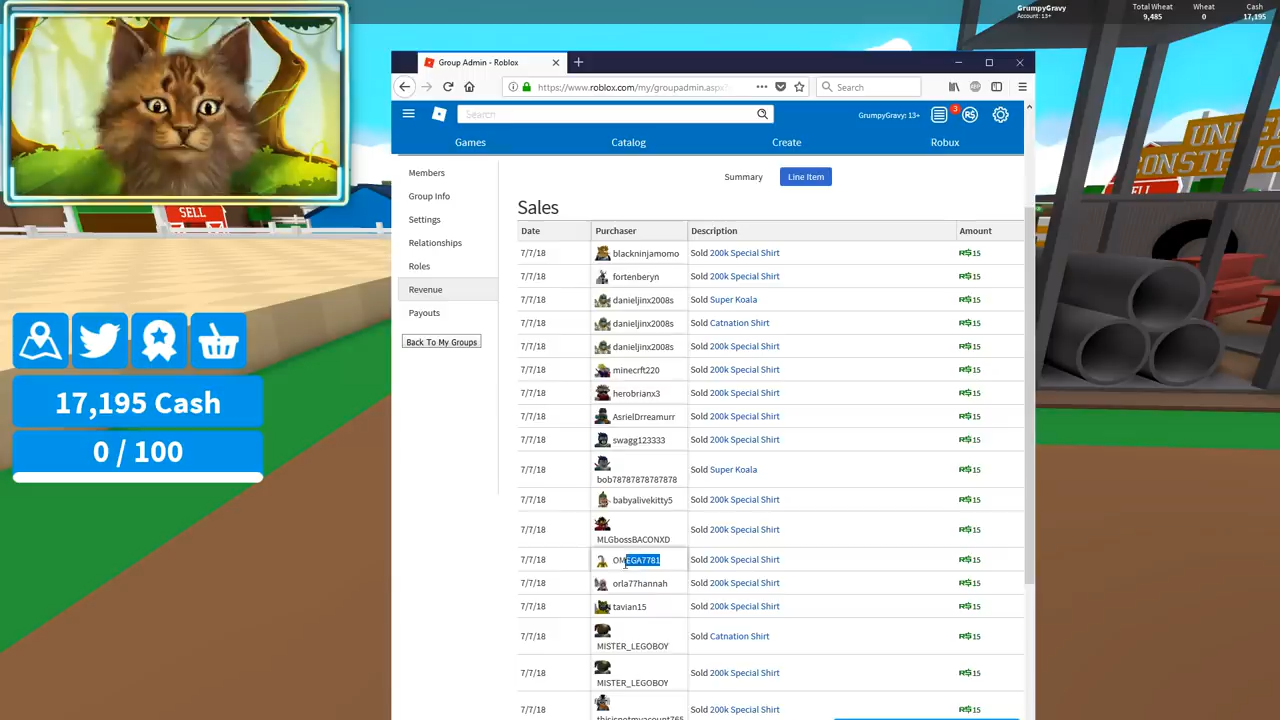 GrumpyGravy
Account: 13+
Total Wheat
9,485
Wheat
0
Cash
17,195
Group Admin - Roblox
https://www.roblox.com/my/groupadmin.aspx?
Search
Search
GrumpyGravy: 13+
3
R$
Games
Catalog
Create
Robux
Members
Group Info
Settings
Relationships
Roles
Revenue
Payouts
Back To My Groups
Summary
Line Item
Sales
Date Purchaser Description Amount
7/7/18 blackninjamomo Sold 200k Special Shirt R$15
7/7/18 fortenberyn Sold 200k Special Shirt R$15
7/7/18 danieljinx2008s Sold Super Koala R$15
7/7/18 danieljinx2008s Sold Catnation Shirt R$15
7/7/18 danieljinx2008s Sold 200k Special Shirt R$15
7/7/18 minecrft220 Sold 200k Special Shirt R$15
7/7/18 herobrianx3 Sold 200k Special Shirt R$15
7/7/18 AsrielDrreamurr Sold 200k Special Shirt R$15
7/7/18 swagg123333 Sold 200k Special Shirt R$15
7/7/18 bob78787878787878 Sold Super Koala R$15
7/7/18 babyalivekitty5 Sold 200k Special Shirt R$15
7/7/18 MLGbossBACONXD Sold 200k Special Shirt R$15
7/7/18 OMEGA7781 Sold 200k Special Shirt R$15
7/7/18 orla77hannah Sold 200k Special Shirt R$15
7/7/18 tavian15 Sold 200k Special Shirt R$15
7/7/18 MISTER_LEGOBOY Sold Catnation Shirt R$15
7/7/18 MISTER_LEGOBOY Sold 200k Special Shirt R$15
7/7/18 thisisnotmyacount765 Sold 200k Special Shirt R$15
SELL
17,195 Cash
0 / 100
SELL